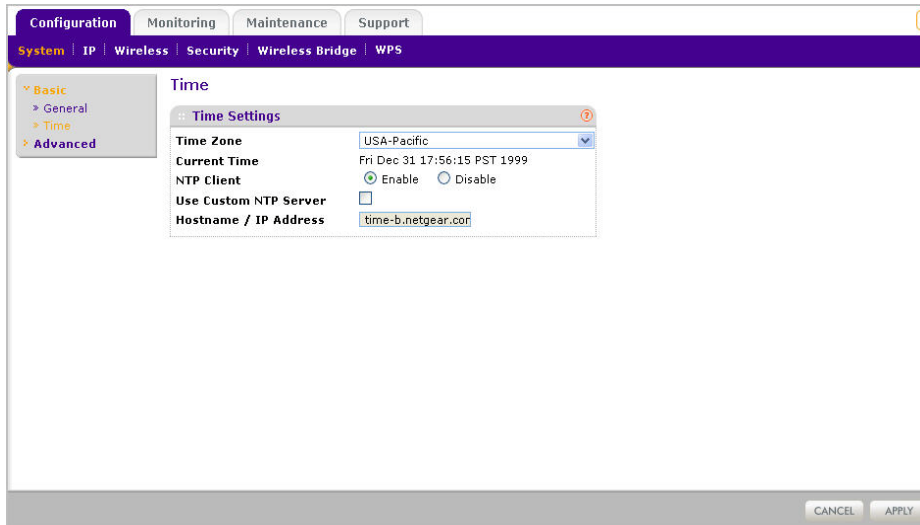 Configuration Monitoring Maintenance Support
System IP Wireless Security Wireless Bridge WPS
Basic
General
Time
Advanced
Time
Time Settings ?
Time Zone USA-Pacific
Current Time Fri Dec 31 17:56:15 PST 1999
NTP Client Enable Disable
Use Custom NTP Server
Hostname / IP Address time-b.netgear.cor
CANCEL APPLY